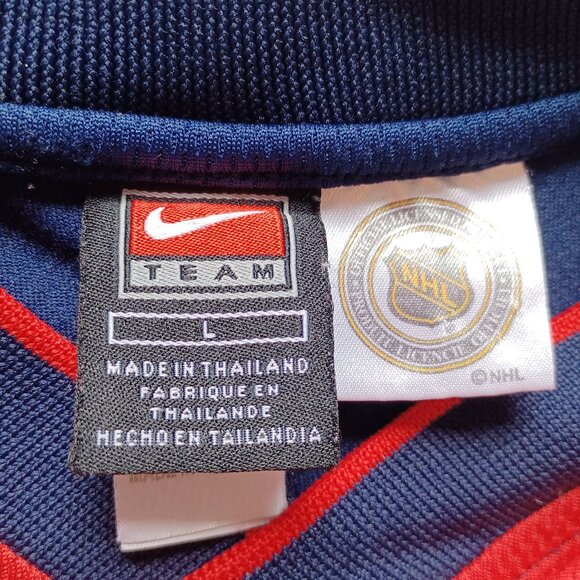 TEAM
L
MADE IN THAILAND
FABRIQUE EN
THAILANDE
HECHO EN TAILANDIA
NHL
© NHL